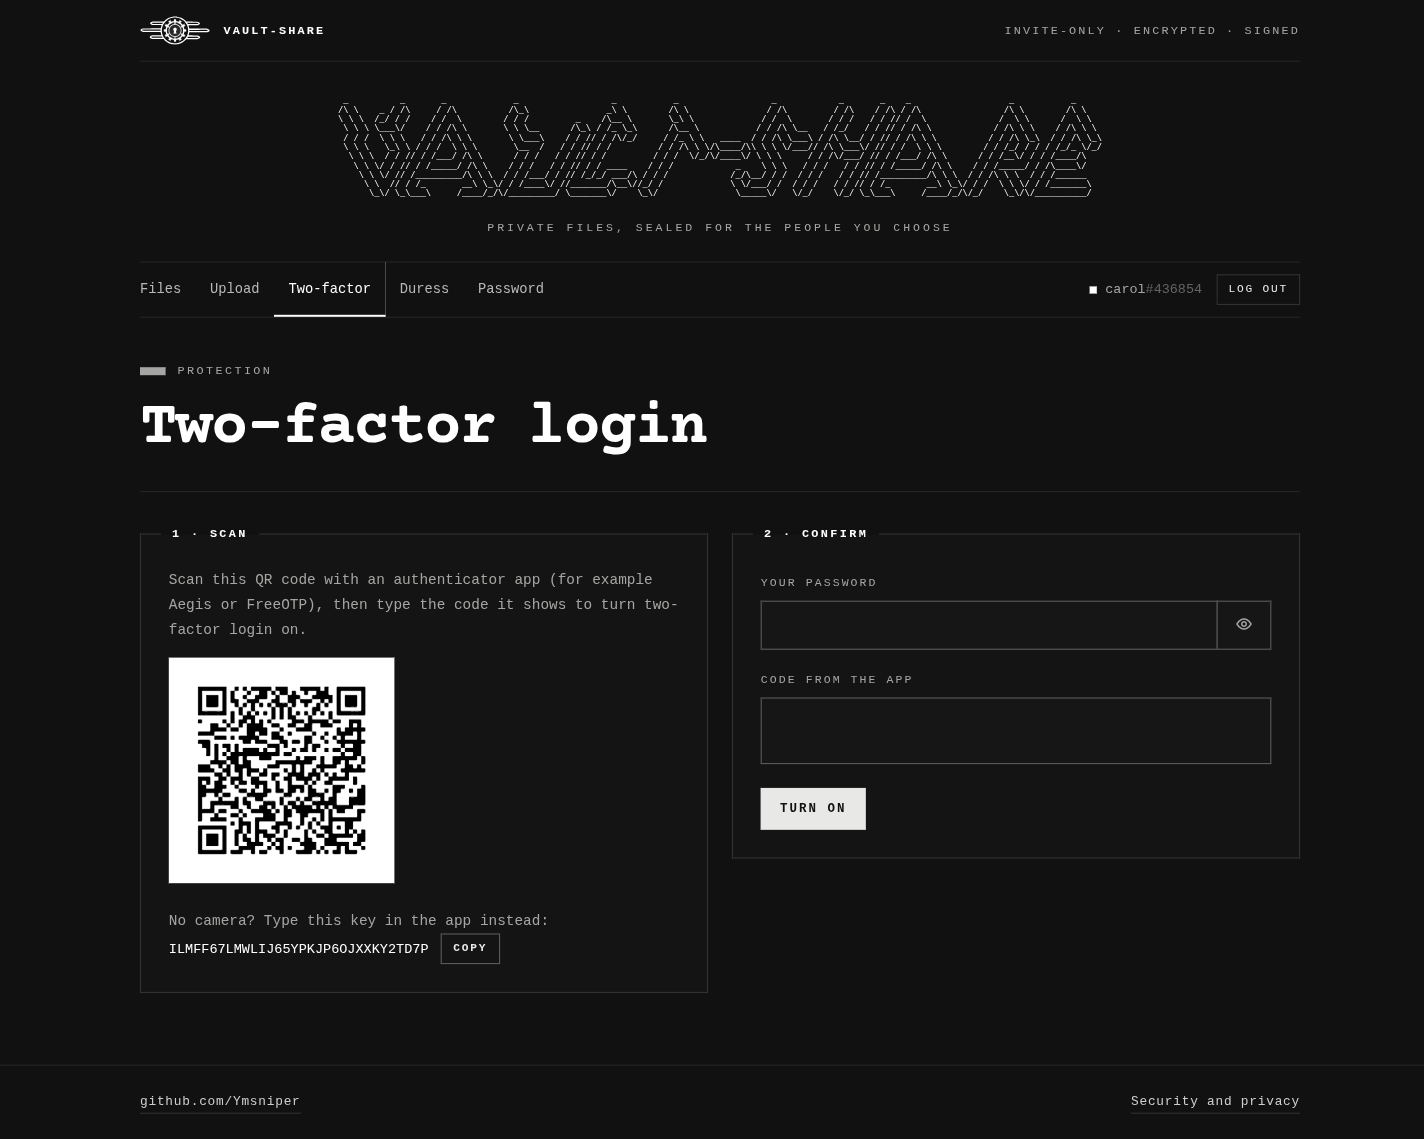 VAULT-SHARE
INVITE-ONLY · ENCRYPTED · SIGNED
PRIVATE FILES, SEALED FOR THE PEOPLE YOU CHOOSE
Files Upload Two-factor Duress Password
carol#436854 LOG OUT
PROTECTION
Two-factor login
1 · SCAN
Scan this QR code with an authenticator app (for example
Aegis or FreeOTP), then type the code it shows to turn two-
factor login on.
No camera? Type this key in the app instead:
ILMFF67LMWLIJ65YPKJP6OJXXKY2TD7P COPY
2 · CONFIRM
YOUR PASSWORD
CODE FROM THE APP
TURN ON
github.com/Ymsniper
Security and privacy